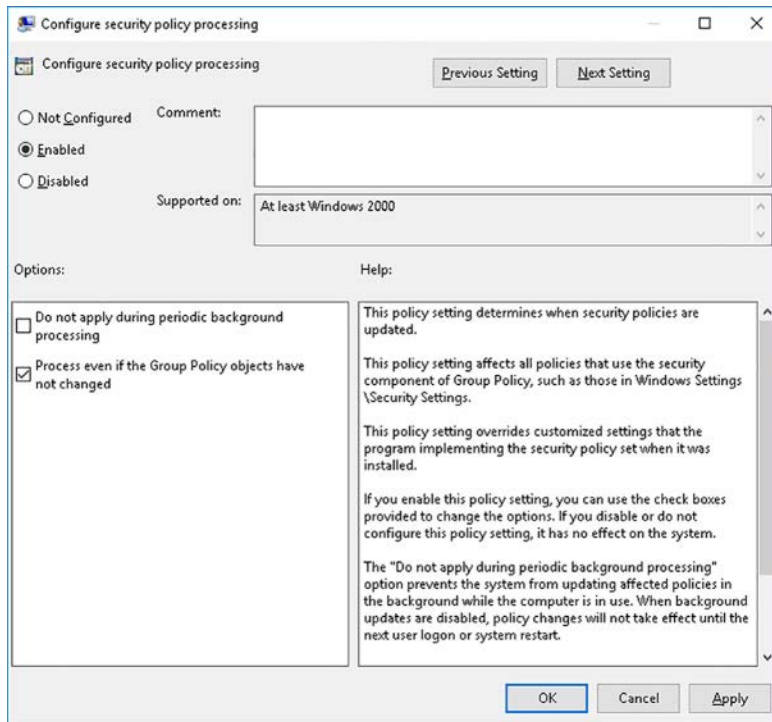 Configure security policy processing
Configure security policy processing
Previous Setting
Next Setting
Not Configured
Comment:
Enabled
Disabled
Supported on:
At least Windows 2000
Options:
Help:
Do not apply during periodic background
processing
Process even if the Group Policy objects have
not changed
This policy setting determines when security policies are
updated.
This policy setting affects all policies that use the security
component of Group Policy, such as those in Windows Settings
\Security Settings.
This policy setting overrides customized settings that the
program implementing the security policy set when it was
installed.
If you enable this policy setting, you can use the check boxes
provided to change the options. If you disable or do not
configure this policy setting, it has no effect on the system.
The "Do not apply during periodic background processing"
option prevents the system from updating affected policies in
the background while the computer is in use. When background
updates are disabled, policy changes will not take effect until the
next user logon or system restart.
OK
Cancel
Apply